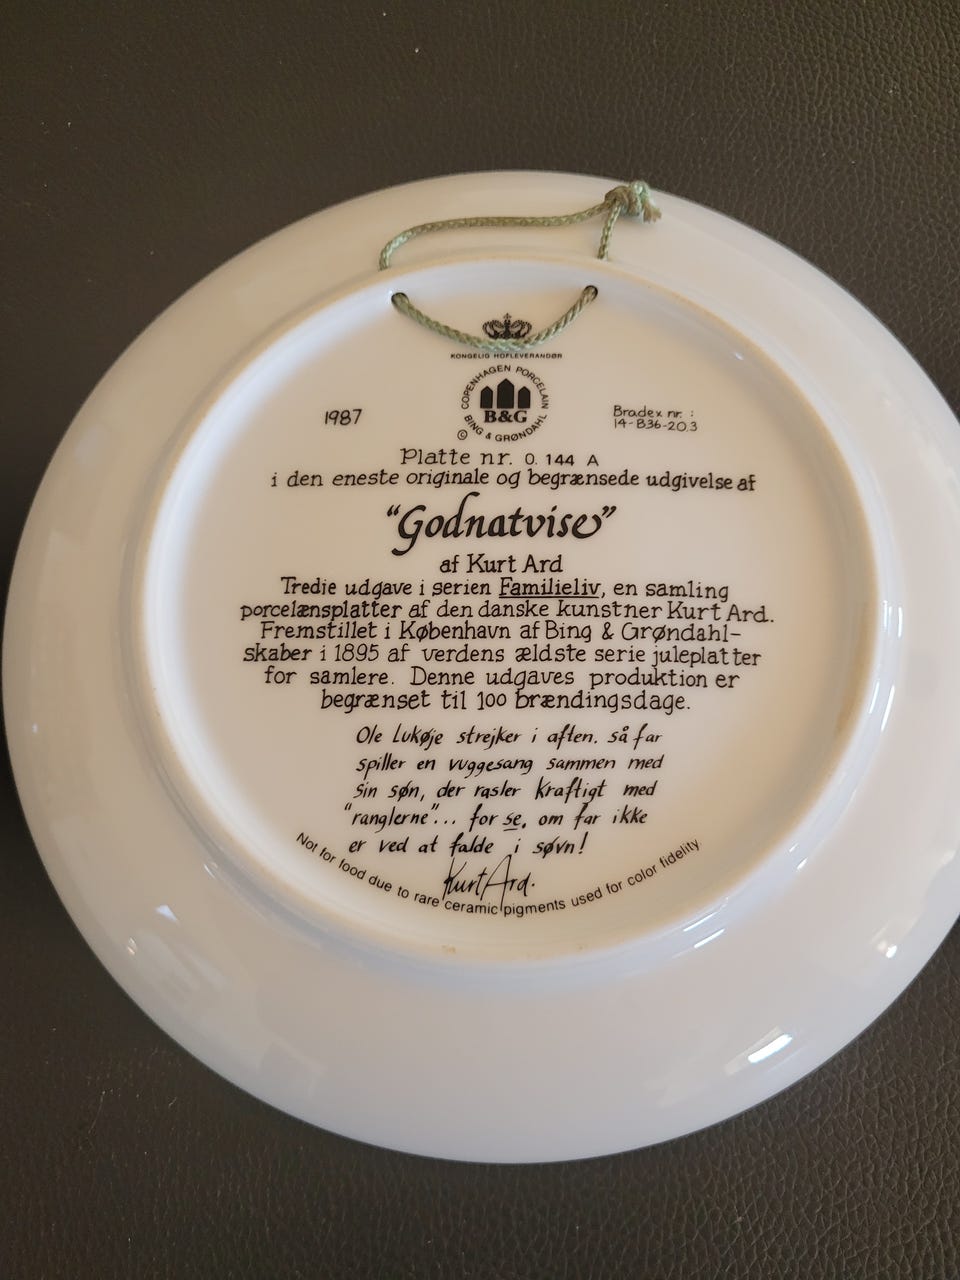 KONGELIG HOFLEVERANDØR
COPENHAGEN PORCELAIN
B&G
© BING & GRØNDAHL
1987
Bradex nr. :
14-B36-20.3
Platte nr. 0. 144 A
i den eneste originale og begrænsede udgivelse af
"Godnatvise"
af Kurt Ard
Tredie udgave i serien Familieliv, en samling
porcelænsplatter af den danske kunstner Kurt Ard.
Fremstillet i København af Bing & Grøndahl-
skaber i 1895 af verdens ældste serie juleplatter
for samlere. Denne udgaves produktion er
begrænset til 100 brændingsdage.
Ole Lukøje strejker i aften. så far
spiller en vuggesang sammen med
sin søn, der rasler kraftigt med
"ranglerne"... for se, om far ikke
er ved at falde i søvn!
Kurt Ard.
Not for food due to rare ceramic pigments used for color fidelity.